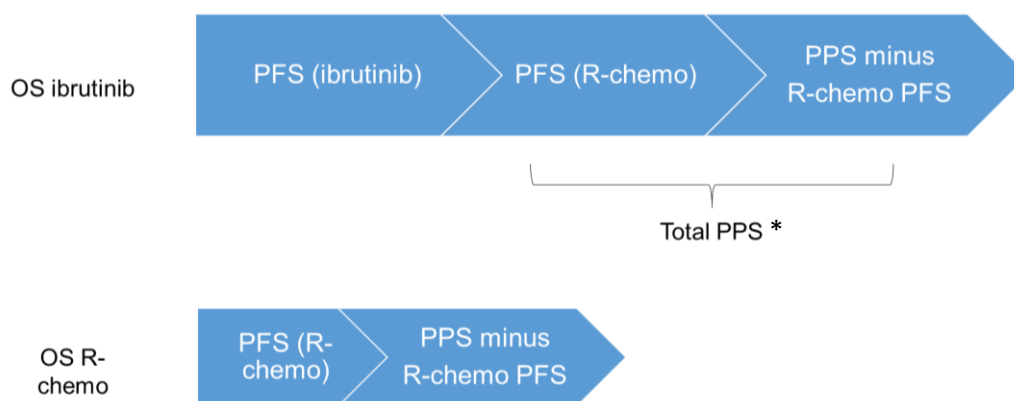 OS ibrutinib
PFS (ibrutinib)
PFS (R-chemo)
PPS minus
R-chemo PFS
Total PPS *
OS R-
chemo
PFS (R-
chemo)
PPS minus
R-chemo PFS